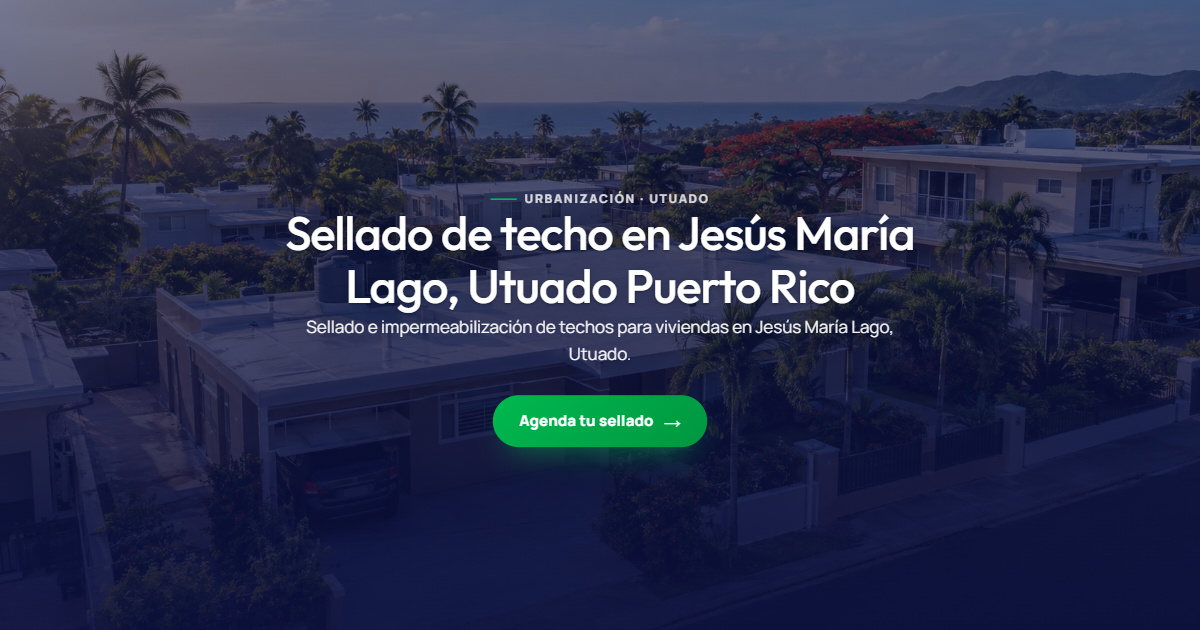 URBANIZACIÓN · UTUADO
Sellado de techo en Jesús María
Lago, Utuado Puerto Rico
Sellado e impermeabilización de techos para viviendas en Jesús María Lago,
Utuado.
Agenda tu sellado →